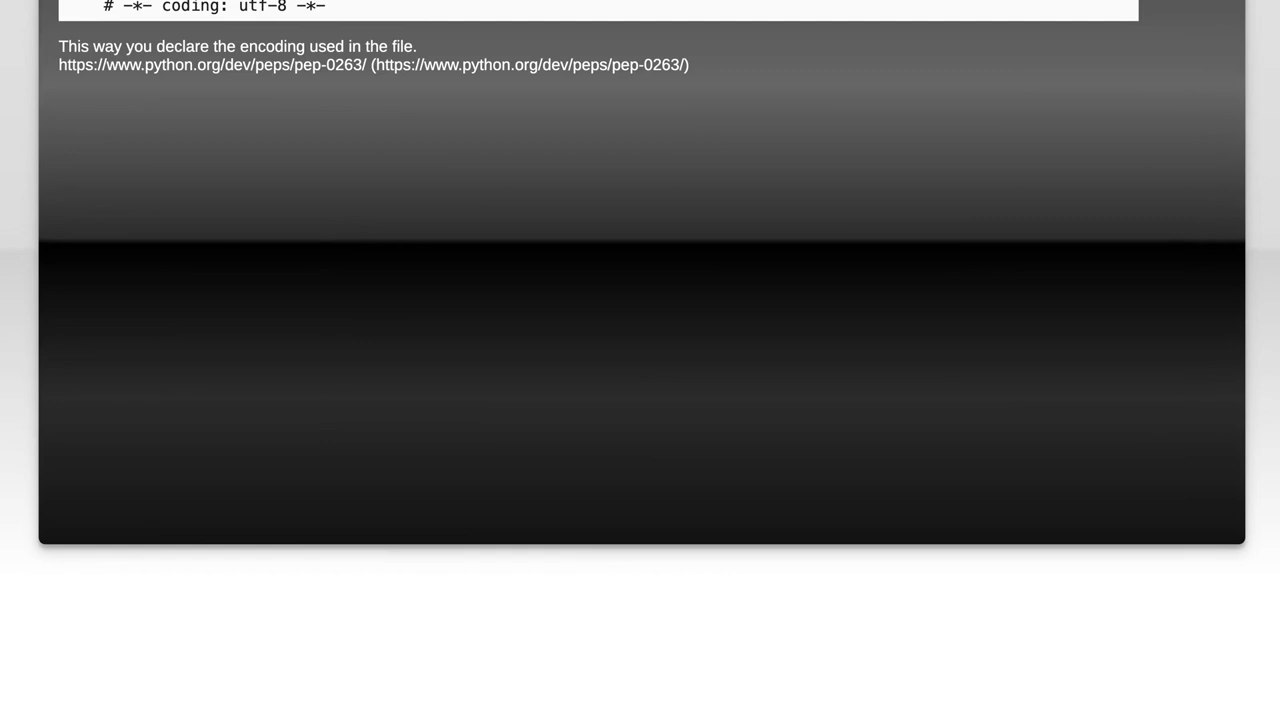 # -*- coding: utf-8 -*-
This way you declare the encoding used in the file.
https://www.python.org/dev/peps/pep-0263/ (https://www.python.org/dev/peps/pep-0263/)